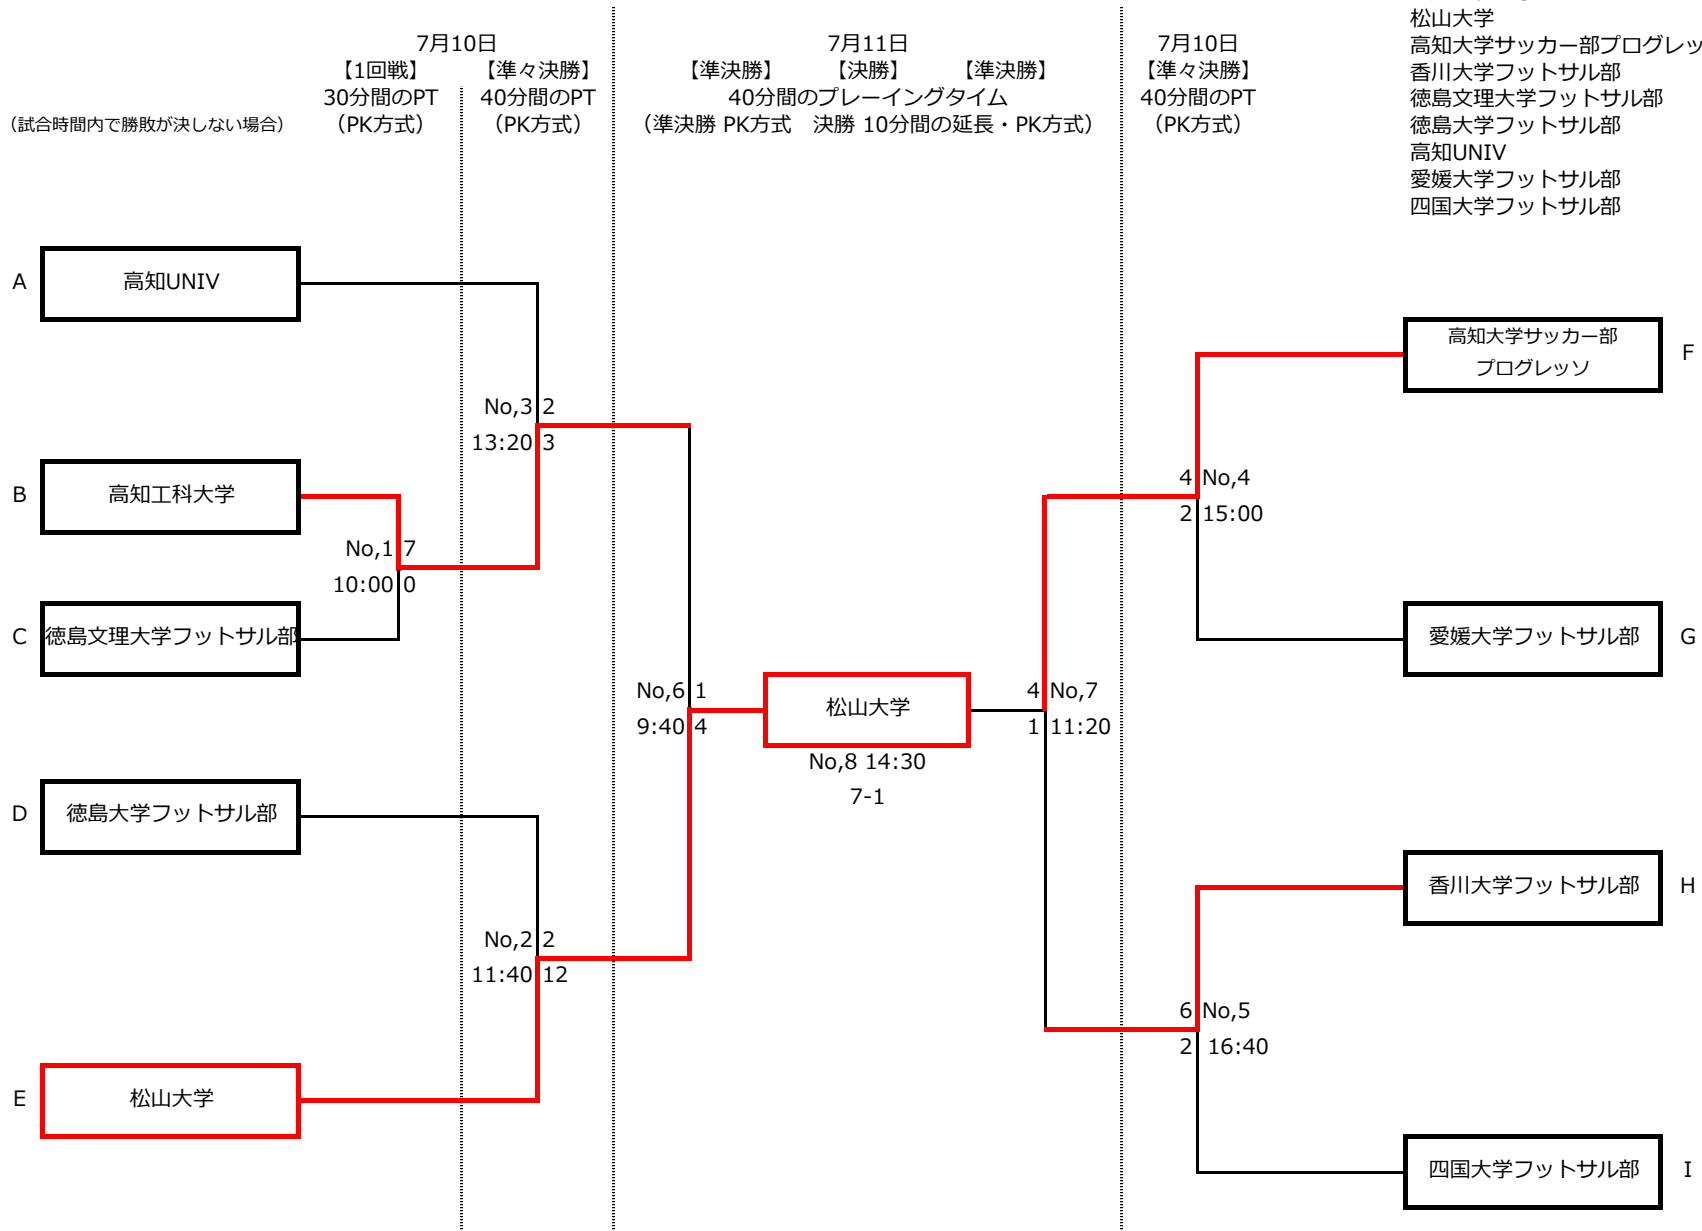 松山大学
高知大学サッカー部プログレッ
香川大学フットサル部
徳島文理大学フットサル部
徳島大学フットサル部
高知UNIV
愛媛大学フットサル部
四国大学フットサル部
7月10日
【1回戦】 【準々決勝】
30分間のPT 40分間のPT
（試合時間内で勝敗が決しない場合） （PK方式） （PK方式）
7月11日
【準決勝】 【決勝】 【準決勝】
40分間のプレーイングタイム
（準決勝 PK方式　決勝 10分間の延長・PK方式）
7月10日
【準々決勝】
40分間のPT
（PK方式）
A 高知UNIV
No,3 2
13:20 3
B 高知工科大学
No,1 7
10:00 0
C 徳島文理大学フットサル部
No,6 1
9:40 4
D 徳島大学フットサル部
No,2 2
11:40 12
E 松山大学
松山大学
No,8 14:30
7-1
高知大学サッカー部
プログレッソ
F
4 No,4
2 15:00
愛媛大学フットサル部 G
4 No,7
1 11:20
香川大学フットサル部 H
6 No,5
2 16:40
四国大学フットサル部 I